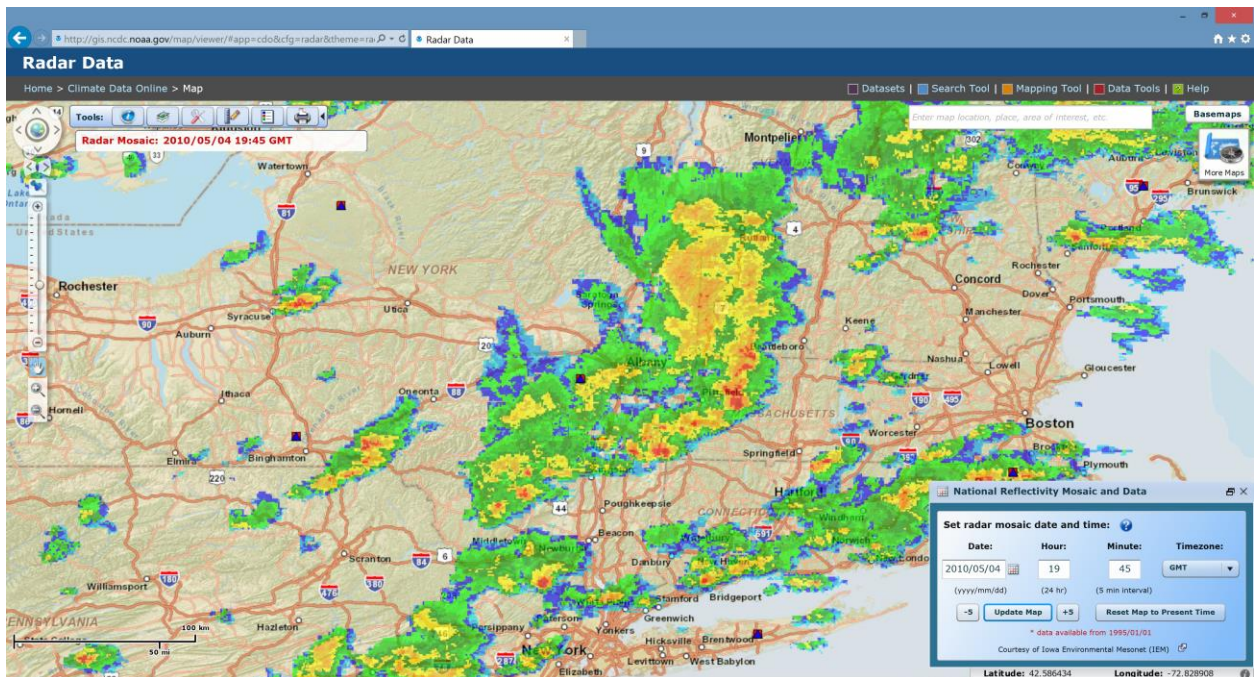 http://gis.ncdc.noaa.gov/map/viewer/#app=cdo&cfg=radar&theme=ra
Radar Data
Radar Data
Home > Climate Data Online > Map
Datasets | Search Tool | Mapping Tool | Data Tools | Help
Tools:
Enter map location, place, area of interest, etc.
Basemaps
Radar Mosaic: 2010/05/04 19:45 GMT
More Maps
Montpelier
Watertown
Brunswick
NEW YORK
Rochester
Syracuse
Utica
Auburn
Concord
Rochester
Dover
Portsmouth
Manchester
Keene
Nashua
Lowell
Gloucester
Albany
Ithaca
Oneonta
Hornell
Worcester
Boston
Elmira
Binghamton
Springfield
Plymouth
Poughkeepsie
Beacon
Danbury
Scranton
Williamsport
Hazleton
Stamford
Bridgeport
Greenwich
Yonkers
Hicksville
Brentwood
New York
Levittown
West Babylon
Elizabeth
100 km
50 mi
National Reflectivity Mosaic and Data
Set radar mosaic date and time:
Date: Hour: Minute: Timezone:
2010/05/04 19 45 GMT
(yyyy/mm/dd) (24 hr) (5 min interval)
-5 Update Map +5 Reset Map to Present Time
* data available from 1995/01/01
Courtesy of Iowa Environmental Mesonet (IEM)
Latitude: 42.586434 Longitude: -72.828908